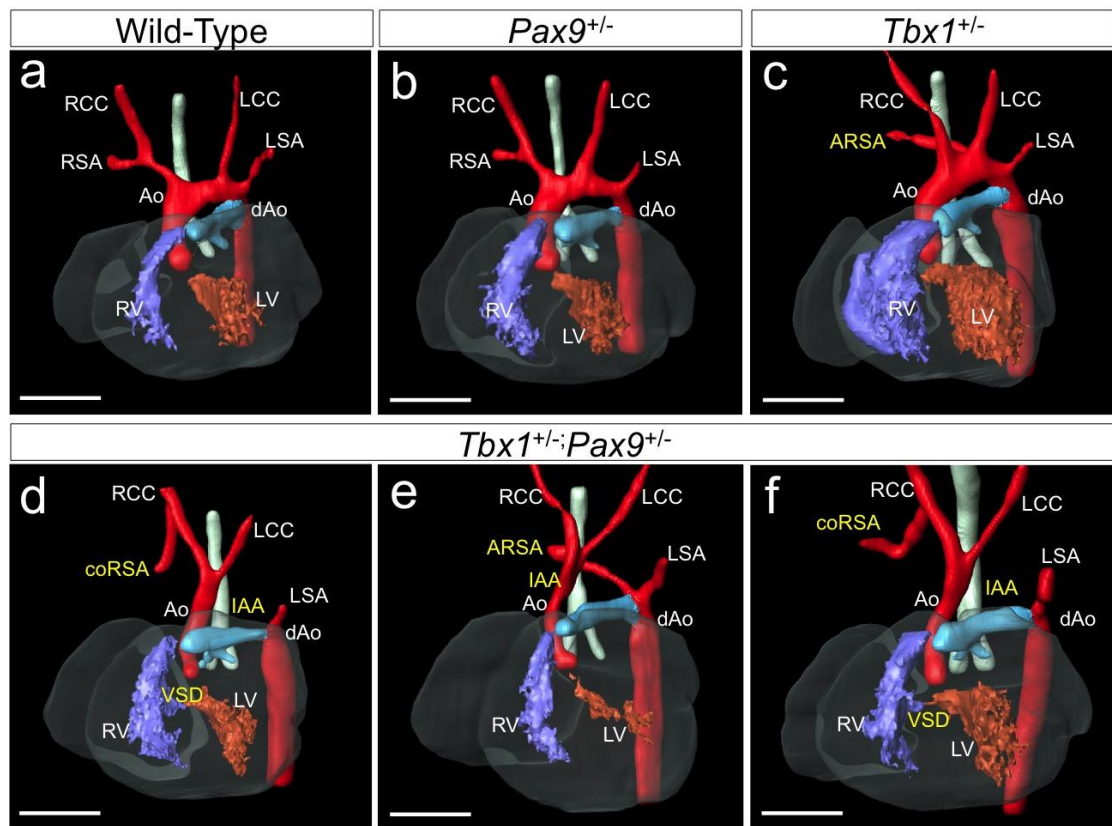 Wild-Type
Pax9+/-
Tbx1+/-
a
RCC
LCC
RSA
LSA
Ao
dAo
RV
LV
b
RCC
LCC
RSA
LSA
Ao
dAo
RV
LV
c
RCC
LCC
ARSA
LSA
Ao
dAo
RV
LV
Tbx1+/-;Pax9+/-
d
RCC
LCC
coRSA
IAA
LSA
Ao
dAo
VSD
LV
RV
e
RCC
LCC
ARSA
IAA
LSA
Ao
dAo
RV
LV
f
RCC
LCC
coRSA
LSA
IAA
Ao
dAo
RV
VSD
LV